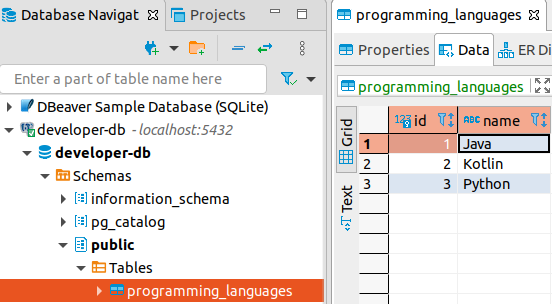 Database Navigat
Projects
Enter a part of table name here
DBeaver Sample Database (SQLite)
developer-db - localhost:5432
developer-db
Schemas
information_schema
pg_catalog
public
Tables
programming_languages
programming_languages
Properties
Data
ER Di
programming_languages
Grid
Text
123 id
ABC name
1 1 Java
2 2 Kotlin
3 3 Python